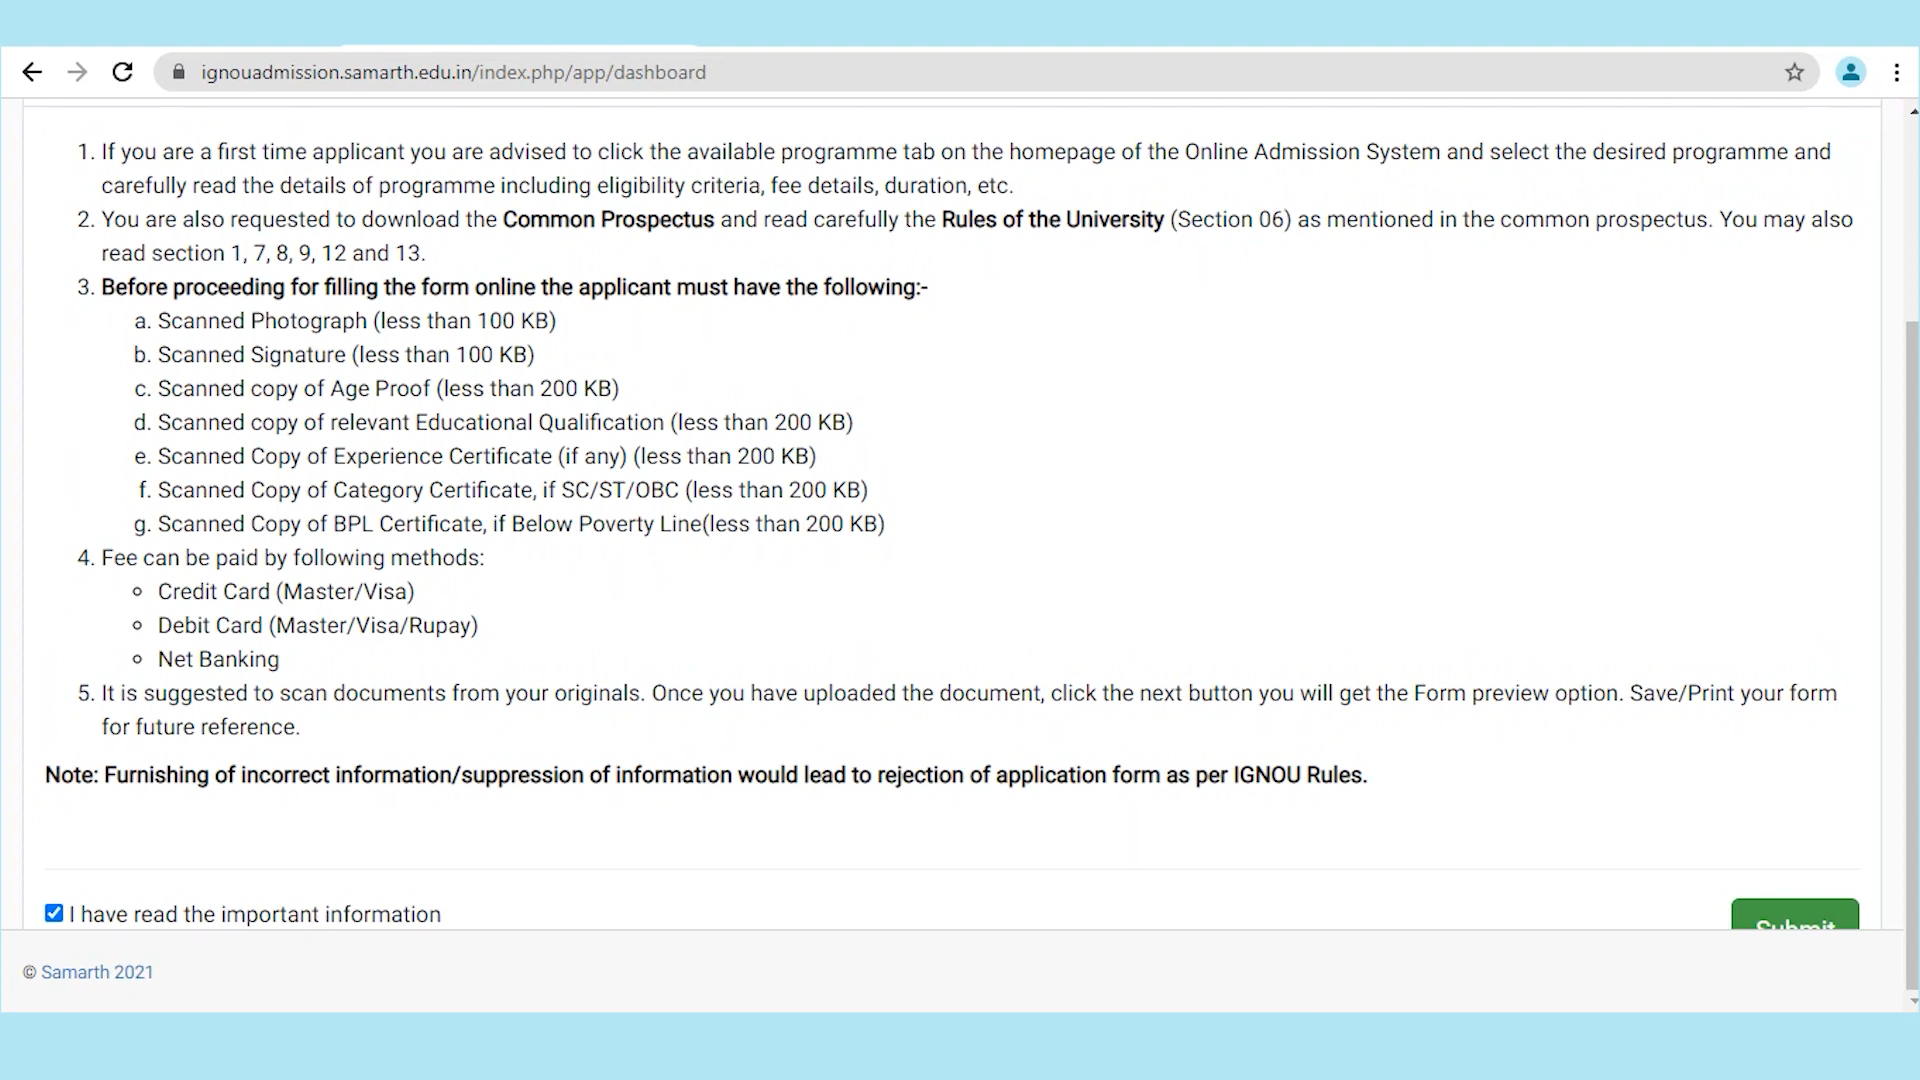 ignouadmission.samarth.edu.in/index.php/app/dashboard
1. If you are a first time applicant you are advised to click the available programme tab on the homepage of the Online Admission System and select the desired programme and
carefully read the details of programme including eligibility criteria, fee details, duration, etc.
2. You are also requested to download the Common Prospectus and read carefully the Rules of the University (Section 06) as mentioned in the common prospectus. You may also
read section 1, 7, 8, 9, 12 and 13.
3. Before proceeding for filling the form online the applicant must have the following:-
a. Scanned Photograph (less than 100 KB)
b. Scanned Signature (less than 100 KB)
c. Scanned copy of Age Proof (less than 200 KB)
d. Scanned copy of relevant Educational Qualification (less than 200 KB)
e. Scanned Copy of Experience Certificate (if any) (less than 200 KB)
f. Scanned Copy of Category Certificate, if SC/ST/OBC (less than 200 KB)
g. Scanned Copy of BPL Certificate, if Below Poverty Line(less than 200 KB)
4. Fee can be paid by following methods:
Credit Card (Master/Visa)
Debit Card (Master/Visa/Rupay)
Net Banking
5. It is suggested to scan documents from your originals. Once you have uploaded the document, click the next button you will get the Form preview option. Save/Print your form
for future reference.
Note: Furnishing of incorrect information/suppression of information would lead to rejection of application form as per IGNOU Rules.
I have read the important information
Submit
© Samarth 2021